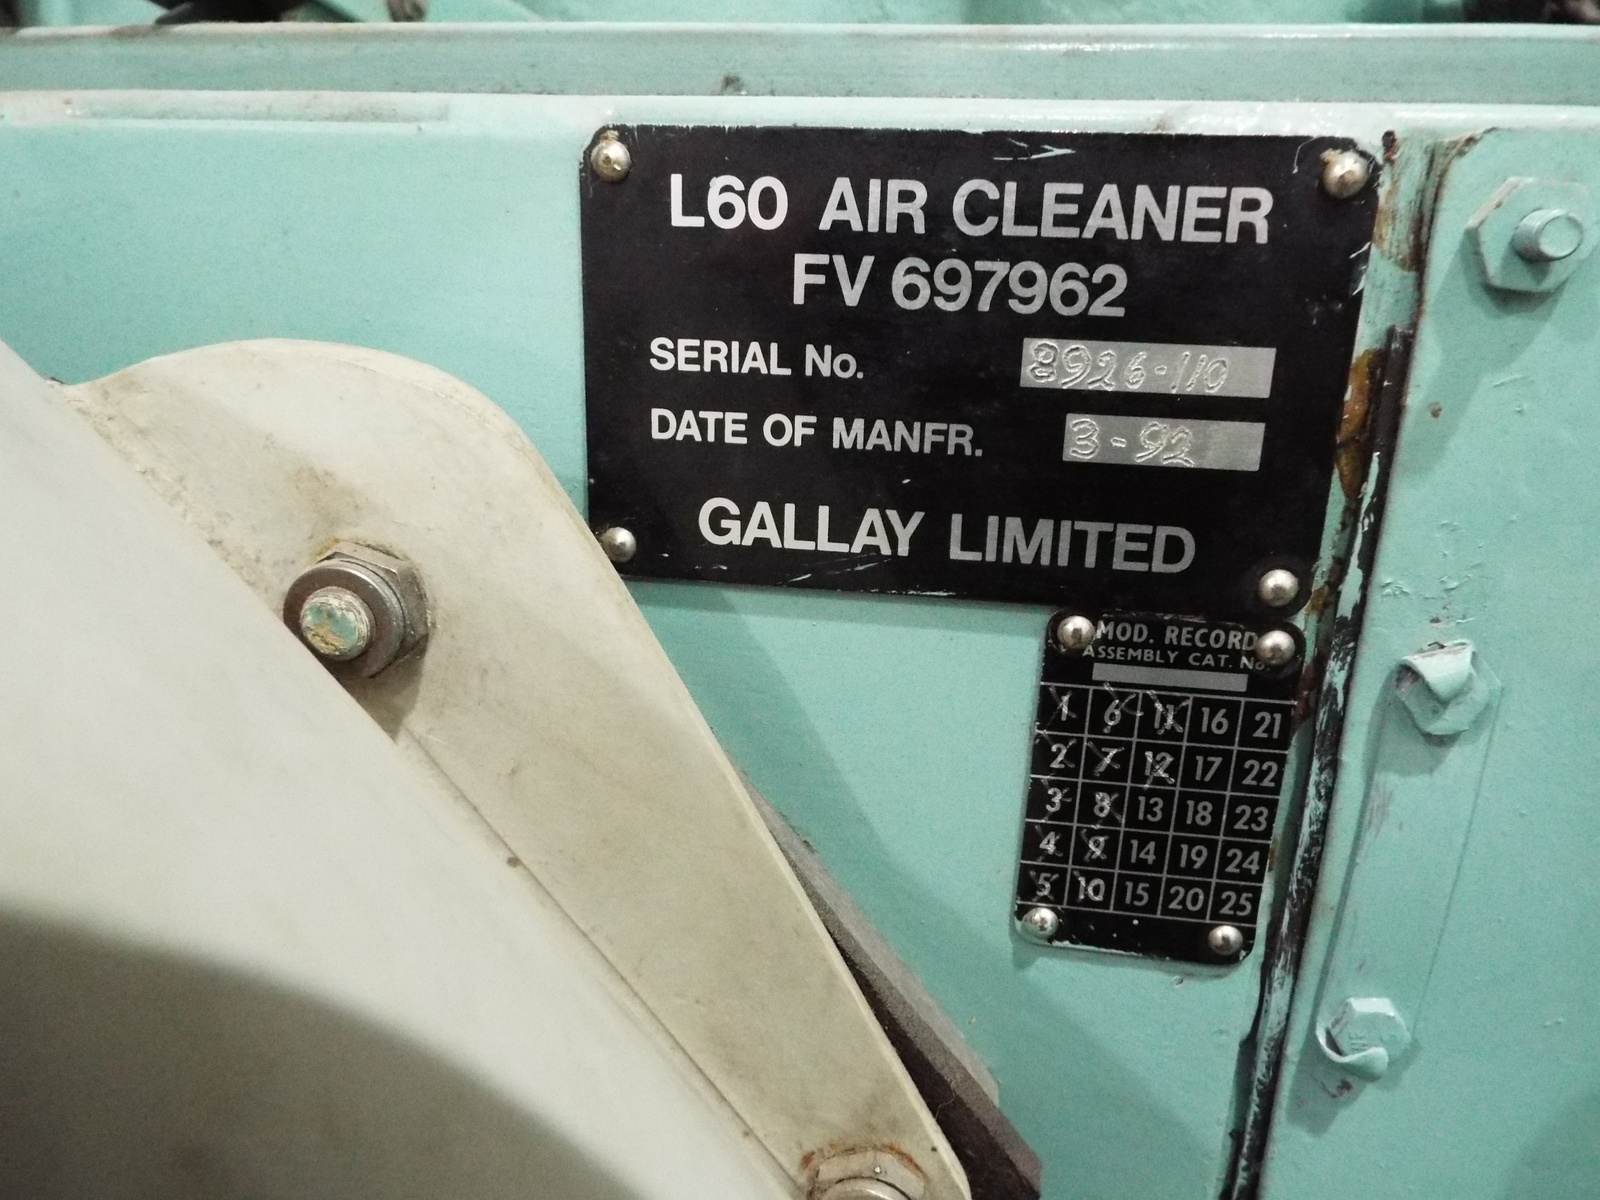 L60 AIR CLEANER
FV 697962
SERIAL No. 8926-110
DATE OF MANFR. 3-92
GALLAY LIMITED
MOD. RECORD
ASSEMBLY CAT. No.
1 6 11 16 21
2 7 12 17 22
3 8 13 18 23
4 9 14 19 24
5 10 15 20 25